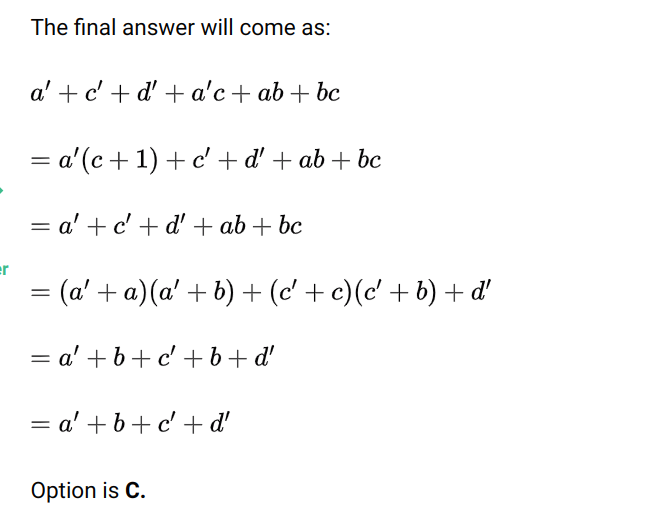 The final answer will come as:
a′ + c′ + d′ + a′c + ab + bc
= a′(c + 1) + c′ + d′ + ab + bc
= a′ + c′ + d′ + ab + bc
er
= (a′ + a)(a′ + b) + (c′ + c)(c′ + b) + d′
= a′ + b + c′ + b + d′
= a′ + b + c′ + d′
Option is C.